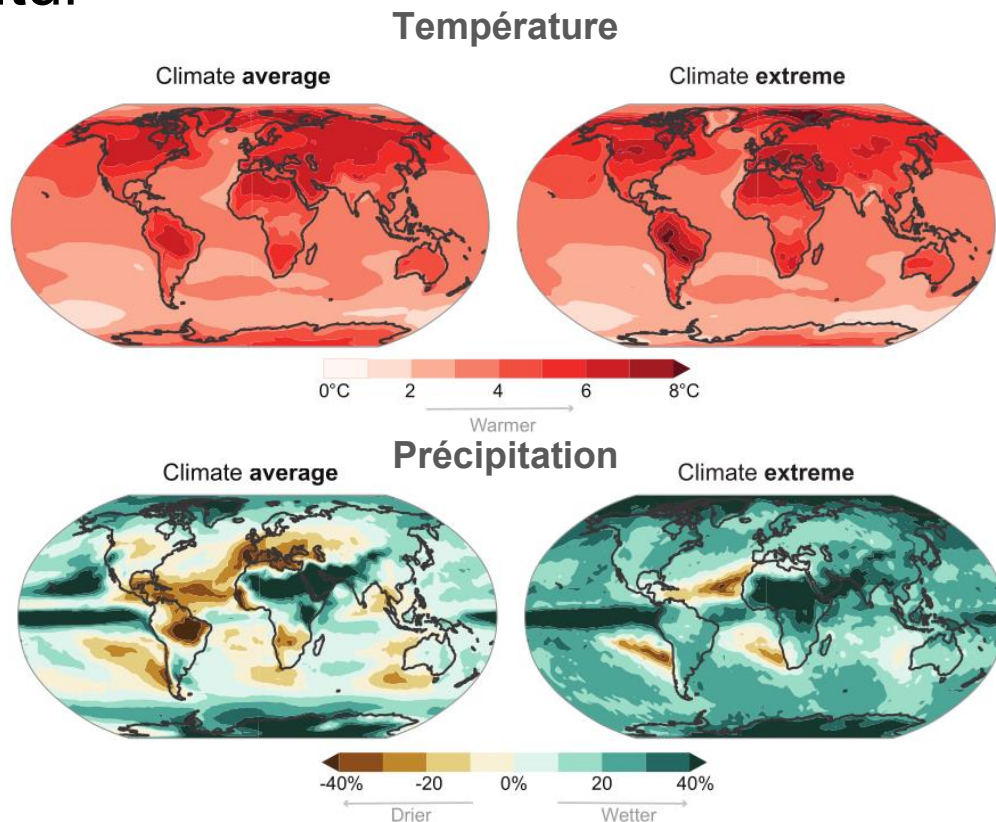 Température
Climate average
Climate extreme
0°C 2 4 6 8°C
Warmer
Précipitation
Climate average
Climate extreme
-40% -20 0% 20 40%
Drier
Wetter